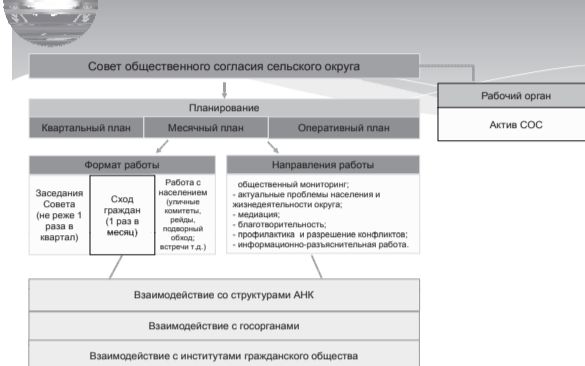 Совет общественного согласия сельского округа
Рабочий орган
Актив СОС
Планирование
Квартальный план
Месячный план
Оперативный план
Формат работы
Заседания
Совета
(не реже 1
раза в
квартал)
Сход
граждан
(1 раз в
месяц)
Работа с
населением
(уличные
комитеты,
рейды,
подворный
обход;
встречи т.д.)
Направления работы
общественный мониторинг;
- актуальные проблемы населения и
жизнедеятельности округа;
- медиация;
- благотворительность;
- профилактика и разрешение конфликтов;
- информационно-разъяснительная работа.
Взаимодействие со структурами АНК
Взаимодействие с госорганами
Взаимодействие с институтами гражданского общества